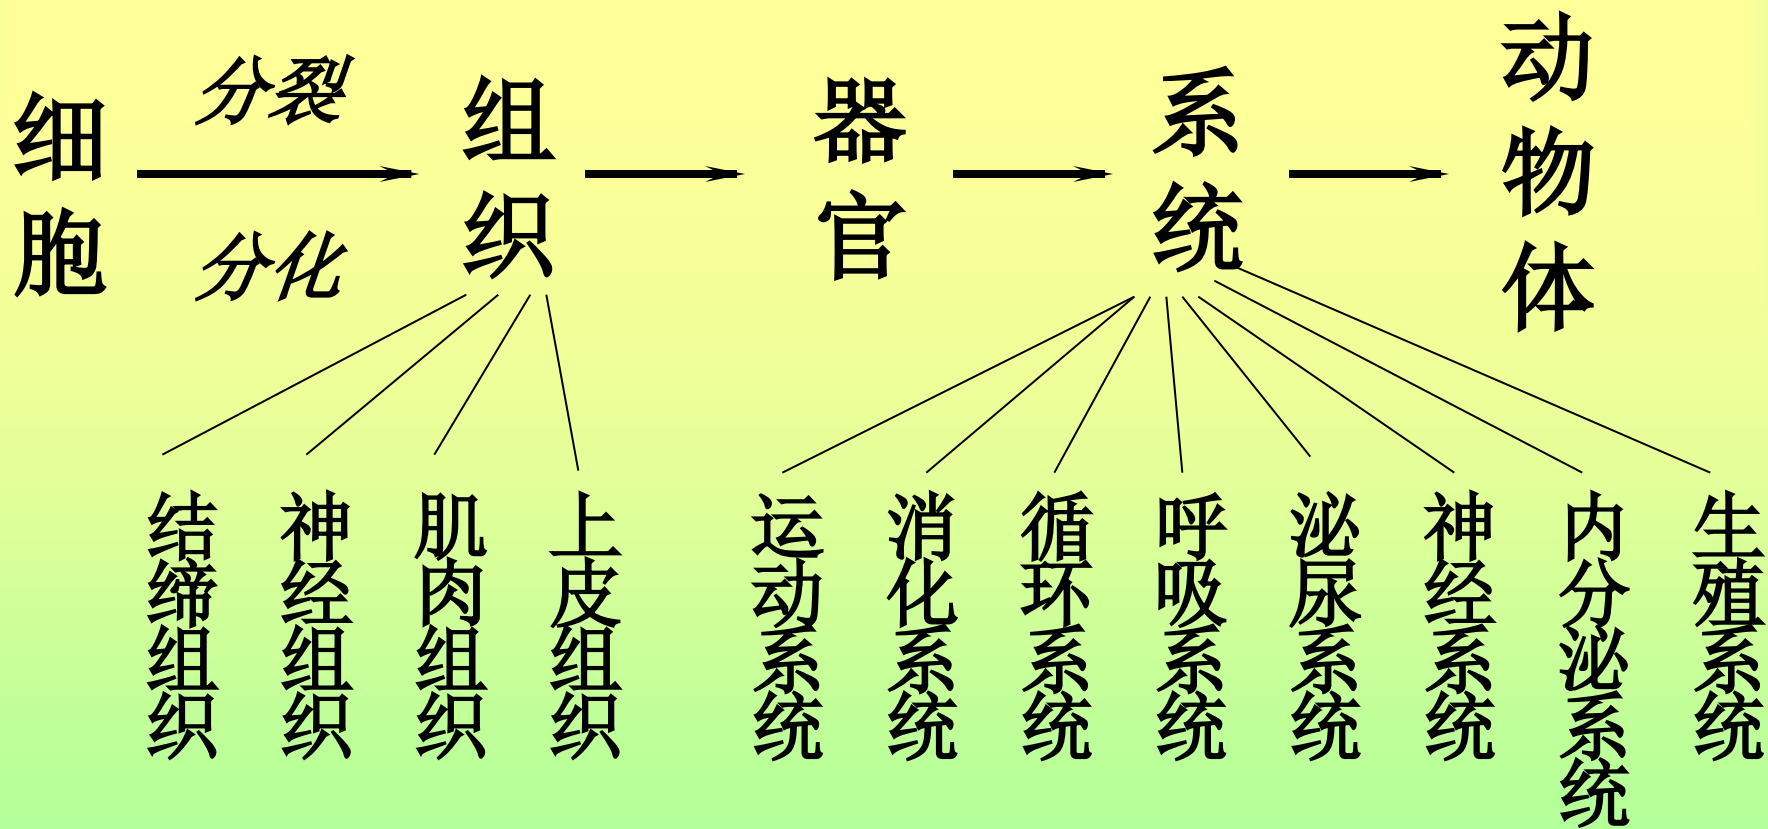 细胞
分裂
分化
组织
器官
系统
动物体
结缔组织
神经组织
肌肉组织
上皮组织
运动系统
消化系统
循环系统
呼吸系统
泌尿系统
神经系统
内分泌系统
生殖系统